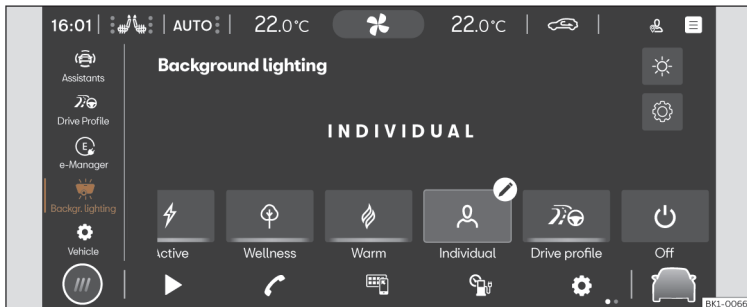 16:01 AUTO 22.0°C 22.0°C
Background lighting
Assistants
Drive Profile
INDIVIDUAL
E
e-Manager
Backgr. lighting
Active Wellness Warm Individual Drive profile Off
Vehicle
BK1-0066